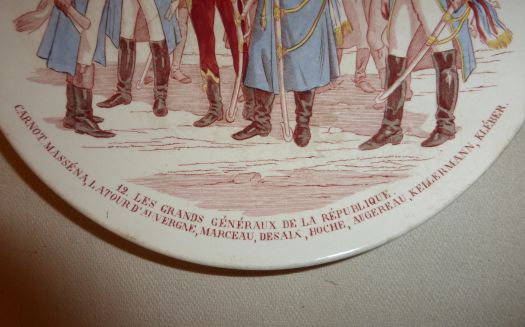 12. LES GRANDS GÉNÉRAUX DE LA RÉPUBLIQUE.
CARNOT MASSÉNA, LATOUR D'AUVERGNE, MARCEAU, DESAIX, HOCHE, AUGEREAU, KELLERMANN, KLÉBER.